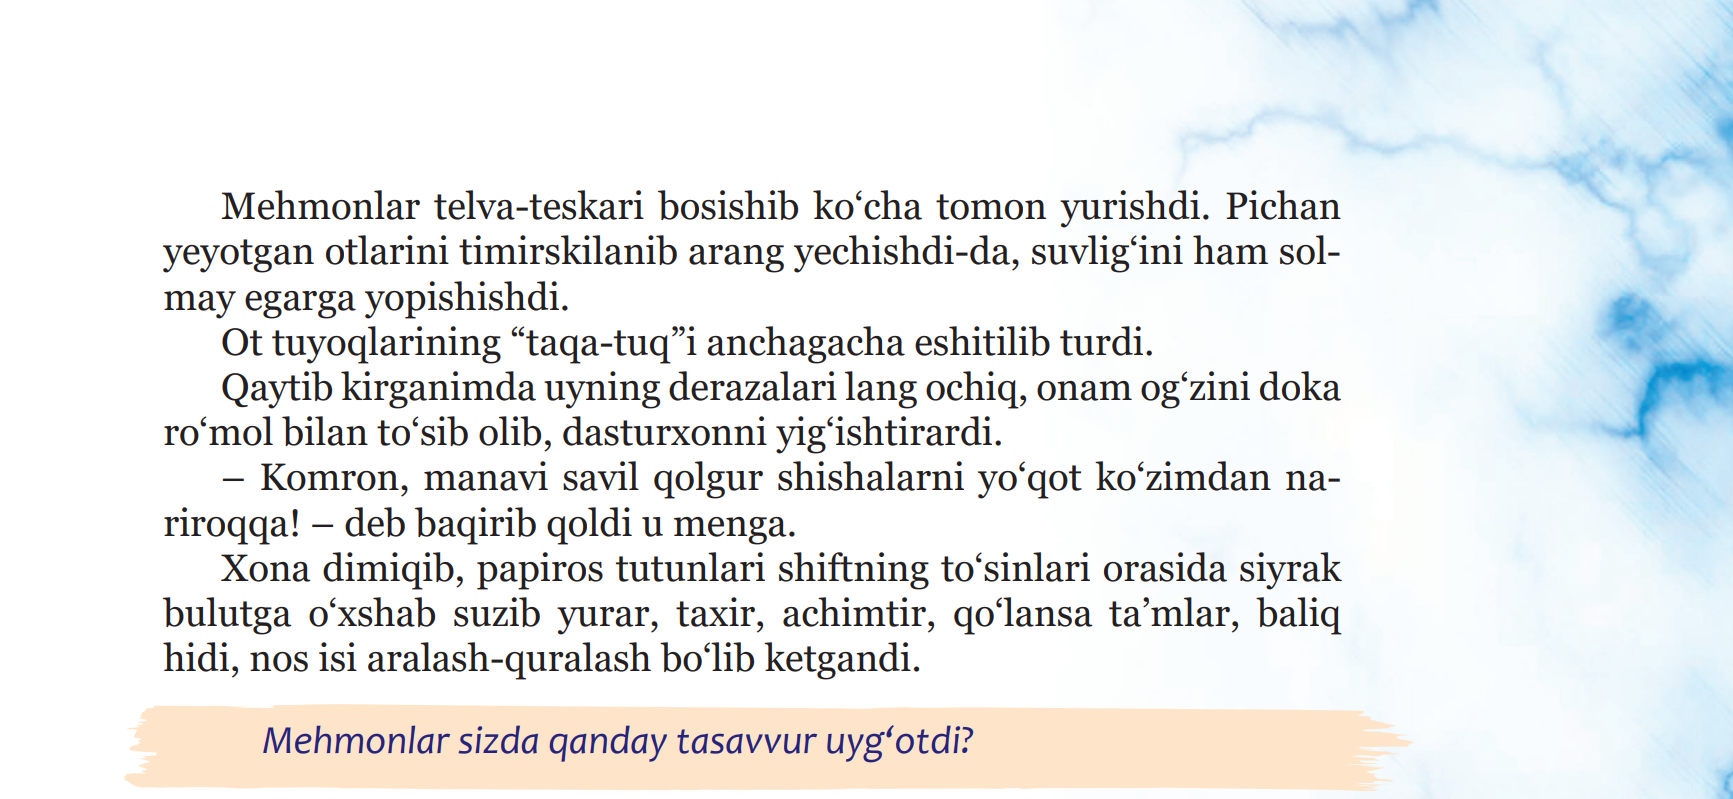 Mehmonlar telva-teskari bosishib ko‘cha tomon yurishdi. Pichan
yeyotgan otlarini timirskilanib arang yechishdi-da, suvlig‘ini ham sol-
may egarga yopishishdi.
Ot tuyoqlarining “taqa-tuq”i anchagacha eshitilib turdi.
Qaytib kirganimda uyning derazalari lang ochiq, onam og‘zini doka
ro‘mol bilan to‘sib olib, dasturxonni yig‘ishtirardi.
– Komron, manavi savil qolgur shishalarni yo‘qot ko‘zimdan na-
riroqqa! – deb baqirib qoldi u menga.
Xona dimiqib, papiros tutunlari shiftning to‘sinlari orasida siyrak
bulutga o‘xshab suzib yurar, taxir, achimtir, qo‘lansa ta’mlar, baliq
hidi, nos isi aralash-quralash bo‘lib ketgandi.
Mehmonlar sizda qanday tasavvur uyg‘otdi?